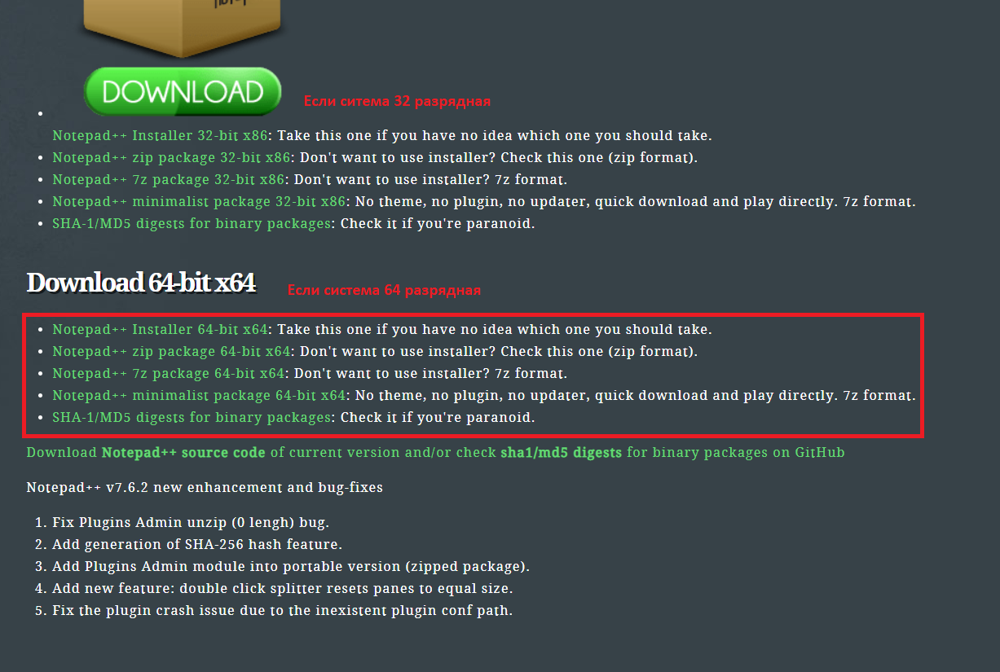 DOWNLOAD
Если ситема 32 разрядная
Notepad++ Installer 32-bit x86: Take this one if you have no idea which one you should take.
Notepad++ zip package 32-bit x86: Don't want to use installer? Check this one (zip format).
Notepad++ 7z package 32-bit x86: Don't want to use installer? 7z format.
Notepad++ minimalist package 32-bit x86: No theme, no plugin, no updater, quick download and play directly. 7z format.
SHA-1/MD5 digests for binary packages: Check it if you're paranoid.
Download 64-bit x64
Если система 64 разрядная
Notepad++ Installer 64-bit x64: Take this one if you have no idea which one you should take.
Notepad++ zip package 64-bit x64: Don't want to use installer? Check this one (zip format).
Notepad++ 7z package 64-bit x64: Don't want to use installer? 7z format.
Notepad++ minimalist package 64-bit x64: No theme, no plugin, no updater, quick download and play directly. 7z format.
SHA-1/MD5 digests for binary packages: Check it if you're paranoid.
Download Notepad++ source code of current version and/or check sha1/md5 digests for binary packages on GitHub
Notepad++ v7.6.2 new enhancement and bug-fixes
1. Fix Plugins Admin unzip (0 lengh) bug.
2. Add generation of SHA-256 hash feature.
3. Add Plugins Admin module into portable version (zipped package).
4. Add new feature: double click splitter resets panes to equal size.
5. Fix the plugin crash issue due to the inexistent plugin conf path.